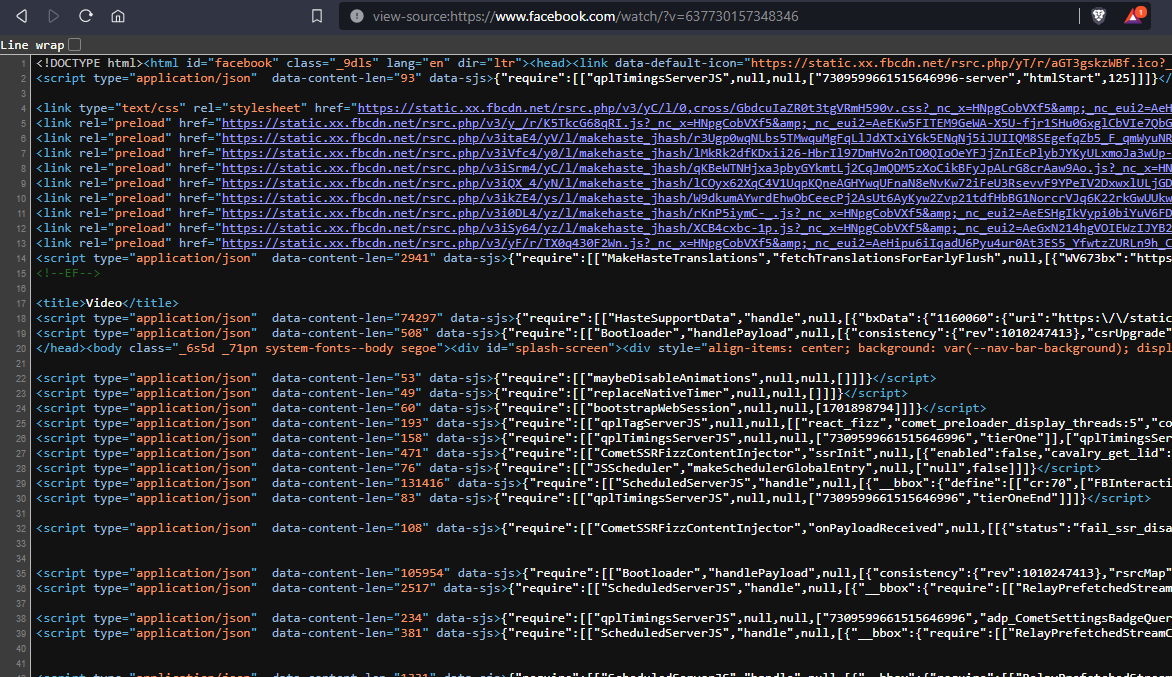 view-source:https://www.facebook.com/watch/?v=637730157348346
1
Line wrap
1 <!DOCTYPE html><html id="facebook" class="_9dls" lang="en" dir="ltr"><head><link data-default-icon="https://static.xx.fbcdn.net/rsrc.php/yT/r/aGT3gskzWBf.ico?_
2 <script type="application/json" data-content-len="93" data-sjs>{"require":[["qplTimingsServerJS",null,null,["7309599661515646996-server","htmlStart",125]]]}</
3
4 <link type="text/css" rel="stylesheet" href="https://static.xx.fbcdn.net/rsrc.php/v3/yC/l/0,cross/GbdcuIaZR0t3tgVRmH590v.css?_nc_x=HNpgCobVXf5&amp;_nc_eui2=AeH
5 <link rel="preload" href="https://static.xx.fbcdn.net/rsrc.php/v3/y_/r/K5TkcG68qRI.js?_nc_x=HNpgCobVXf5&amp;_nc_eui2=AeEKw5FITEM9GeWA-X5U-fjr1SHu0GxglCbVIe7QbG
6 <link rel="preload" href="https://static.xx.fbcdn.net/rsrc.php/v3itaE4/yV/l/makehaste_jhash/r3Ugp0wqNLbs5TMwquMgFqLlJdXTxiY6k5ENqNj5iJUIIQM8SEgefqZb5_F_qmWyuNR
7 <link rel="preload" href="https://static.xx.fbcdn.net/rsrc.php/v3iVfc4/y0/l/makehaste_jhash/lMkRk2dfKDxii26-HbrIl97DmHVo2nTO0QIoOeYFJjZnIEcPlybJYKyULxmoJa3wUp-
8 <link rel="preload" href="https://static.xx.fbcdn.net/rsrc.php/v3iSrm4/yC/l/makehaste_jhash/qKBeWTNHjxa3pbyGYkmtLj2CqJmQDM5zXoCikBFyJpALrG8crAaw9Ao.js?_nc_x=HN
9 <link rel="preload" href="https://static.xx.fbcdn.net/rsrc.php/v3iQX_4/yN/l/makehaste_jhash/lCOyx62XqC4V1UqpKQneAGHYwqUFnaN8eNvKw72iFeU3RsevvF9YPeIV2DxwxlULjGD
10 <link rel="preload" href="https://static.xx.fbcdn.net/rsrc.php/v3ikZE4/ys/l/makehaste_jhash/W9dkumAYwrdEhwObCeecPj2AsUt6AyKyw2Zvp21tdfHbBG1NorcrVJq6K22rkGwUUkw
11 <link rel="preload" href="https://static.xx.fbcdn.net/rsrc.php/v3i0DL4/yz/l/makehaste_jhash/rKnP5iymC-_.js?_nc_x=HNpgCobVXf5&amp;_nc_eui2=AeESHgIkVypi0biYuV6FD
12 <link rel="preload" href="https://static.xx.fbcdn.net/rsrc.php/v3iSy64/yz/l/makehaste_jhash/XCB4cxbc-1p.js?_nc_x=HNpgCobVXf5&amp;_nc_eui2=AeGxN214hgVOIEWzIJYB2
13 <link rel="preload" href="https://static.xx.fbcdn.net/rsrc.php/v3/yF/r/TX0q430F2Wn.js?_nc_x=HNpgCobVXf5&amp;_nc_eui2=AeHipu6iIqadU6Pyu4ur0At3ES5_YfwtzZURLn9h_C
14 <script type="application/json" data-content-len="2941" data-sjs>{"require":[["MakeHasteTranslations","fetchTranslationsForEarlyFlush",null,[{"WV673bx":"https
15 <!--EF-->
16
17 <title>Video</title>
18 <script type="application/json" data-content-len="74297" data-sjs>{"require":[["HasteSupportData","handle",null,[{"bxData":{"1160060":{"uri":"https:\/\/static
19 <script type="application/json" data-content-len="508" data-sjs>{"require":[["Bootloader","handlePayload",null,[{"consistency":{"rev":1010247413},"csrUpgrade"
20 </head><body class="_6s5d _71pn system-fonts--body segoe"><div id="splash-screen"><div style="align-items: center; background: var(--nav-bar-background); displ
21
22 <script type="application/json" data-content-len="53" data-sjs>{"require":[["maybeDisableAnimations",null,null,[]]]}</script>
23 <script type="application/json" data-content-len="49" data-sjs>{"require":[["replaceNativeTimer",null,null,[]]]}</script>
24 <script type="application/json" data-content-len="60" data-sjs>{"require":[["bootstrapWebSession",null,null,[1701898794]]]}</script>
25 <script type="application/json" data-content-len="193" data-sjs>{"require":[["qplTagServerJS",null,null,[["react_fizz","comet_preloader_display_threads:5","co
26 <script type="application/json" data-content-len="158" data-sjs>{"require":[["qplTimingsServerJS",null,null,["7309599661515646996","tierOne"]],["qplTimingsSer
27 <script type="application/json" data-content-len="471" data-sjs>{"require":[["CometSSRFizzContentInjector","ssrInit",null,[{"enabled":false,"cavalry_get_lid":
28 <script type="application/json" data-content-len="76" data-sjs>{"require":[["JSScheduler","makeSchedulerGlobalEntry",null,["null",false]]]}</script>
29 <script type="application/json" data-content-len="131416" data-sjs>{"require":[["ScheduledServerJS","handle",null,[{"__bbox":{"define":[["cr:70",["FBInteracti
30 <script type="application/json" data-content-len="83" data-sjs>{"require":[["qplTimingsServerJS",null,null,["7309599661515646996","tierOneEnd"]]]}</script>
31
32 <script type="application/json" data-content-len="108" data-sjs>{"require":[["CometSSRFizzContentInjector","onPayloadReceived",null,[[{"status":"fail_ssr_disa
33
34
35 <script type="application/json" data-content-len="105954" data-sjs>{"require":[["Bootloader","handlePayload",null,[{"consistency":{"rev":1010247413},"rsrcMap"
36 <script type="application/json" data-content-len="2517" data-sjs>{"require":[["ScheduledServerJS","handle",null,[{"__bbox":{"require":[["RelayPrefetchedStream
37
38 <script type="application/json" data-content-len="234" data-sjs>{"require":[["qplTimingsServerJS",null,null,["7309599661515646996","adp_CometSettingsBadgeQuer
39 <script type="application/json" data-content-len="381" data-sjs>{"require":[["ScheduledServerJS","handle",null,[{"__bbox":{"require":[["RelayPrefetchedStreamC
40
41